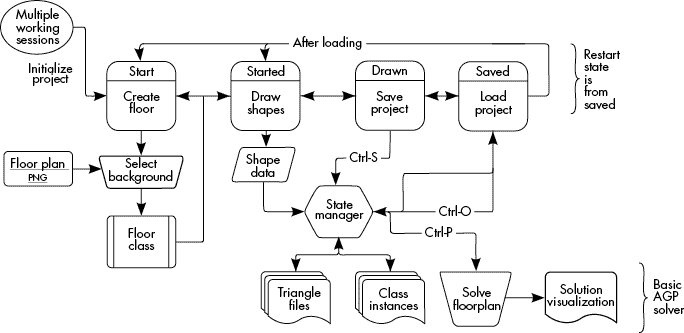 Multiple
working
sessions
Initiqlize
project
After loading
Start
Create
floor
Started
Draw
shapes
Drawn
Save
project
Saved
Load
project
Restart
state
is
from
saved
Floor plan
PNG
Select
background
Shape
data
Ctrl-S
Floor
class
State
manager
Ctrl-O
Ctrl-P
Triangle
files
Class
instances
Solve
floorplan
Solution
visualization
Basic
AGP
solver